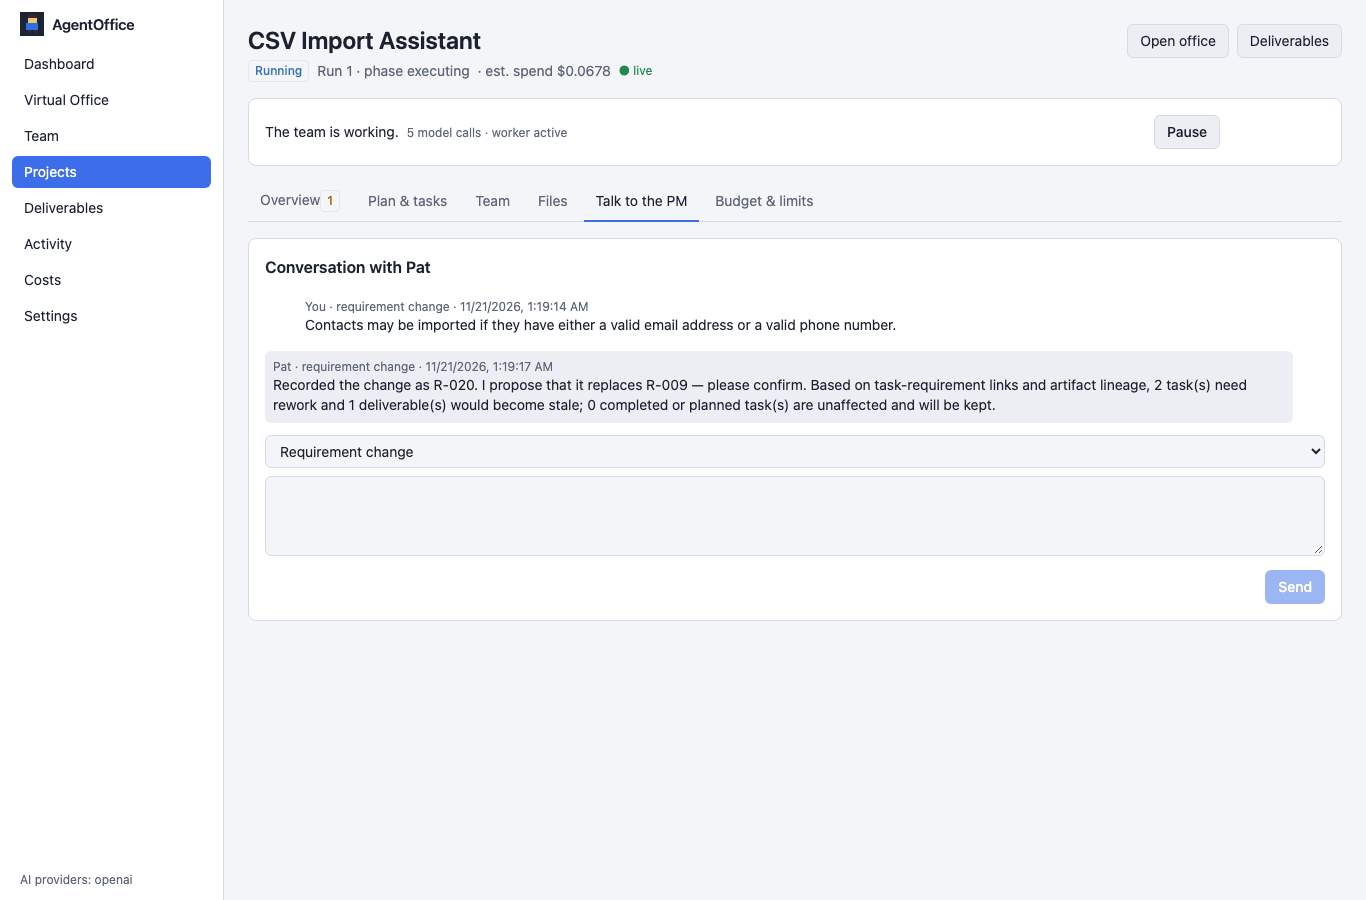 AgentOffice
Dashboard
Virtual Office
Team
Projects
Deliverables
Activity
Costs
Settings
AI providers: openai
CSV Import Assistant
Open office
Deliverables
Running Run 1 · phase executing · est. spend $0.0678 live
The team is working. 5 model calls · worker active
Pause
Overview 1 Plan & tasks Team Files Talk to the PM Budget & limits
Conversation with Pat
You · requirement change · 11/21/2026, 1:19:14 AM
Contacts may be imported if they have either a valid email address or a valid phone number.
Pat · requirement change · 11/21/2026, 1:19:17 AM
Recorded the change as R-020. I propose that it replaces R-009 — please confirm. Based on task-requirement links and artifact lineage, 2 task(s) need
rework and 1 deliverable(s) would become stale; 0 completed or planned task(s) are unaffected and will be kept.
Requirement change
Send